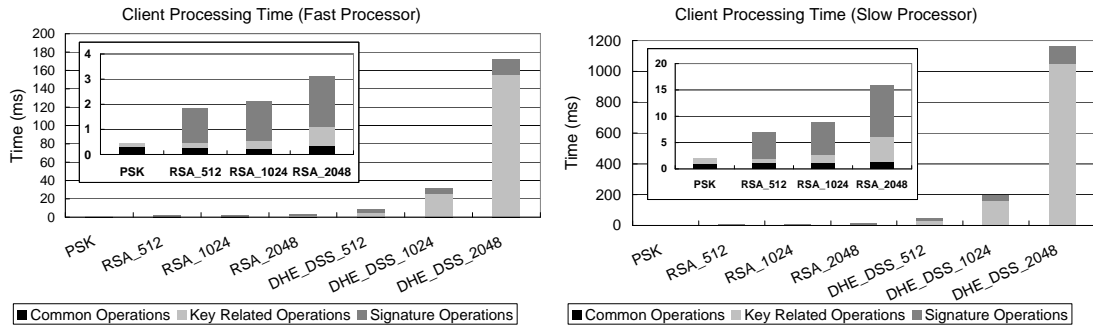 Client Processing Time (Fast Processor)
Time (ms)
200
180
160
140
120
100
80
60
40
20
0
4
3
2
1
0
PSK RSA_512 RSA_1024 RSA_2048
PSK
RSA_512
RSA_1024
RSA_2048
DHE_DSS_512
DHE_DSS_1024
DHE_DSS_2048
Common Operations Key Related Operations Signature Operations
Client Processing Time (Slow Processor)
Time (ms)
1200
1000
800
600
400
200
0
20
15
10
5
0
PSK RSA_512 RSA_1024 RSA_2048
PSK
RSA_512
RSA_1024
RSA_2048
DHE_DSS_512
DHE_DSS_1024
DHE_DSS_2048
Common Operations Key Related Operations Signature Operations